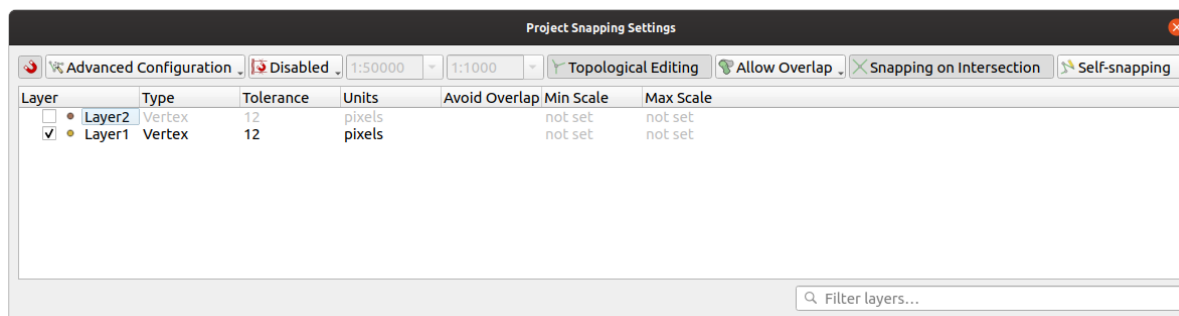 Project Snapping Settings
Advanced Configuration Disabled 1:50000 1:1000 Topological Editing Allow Overlap Snapping on Intersection Self-snapping
Layer Type Tolerance Units Avoid Overlap Min Scale Max Scale
Layer2 Vertex 12 pixels not set not set
Layer1 Vertex 12 pixels not set not set
Filter layers...